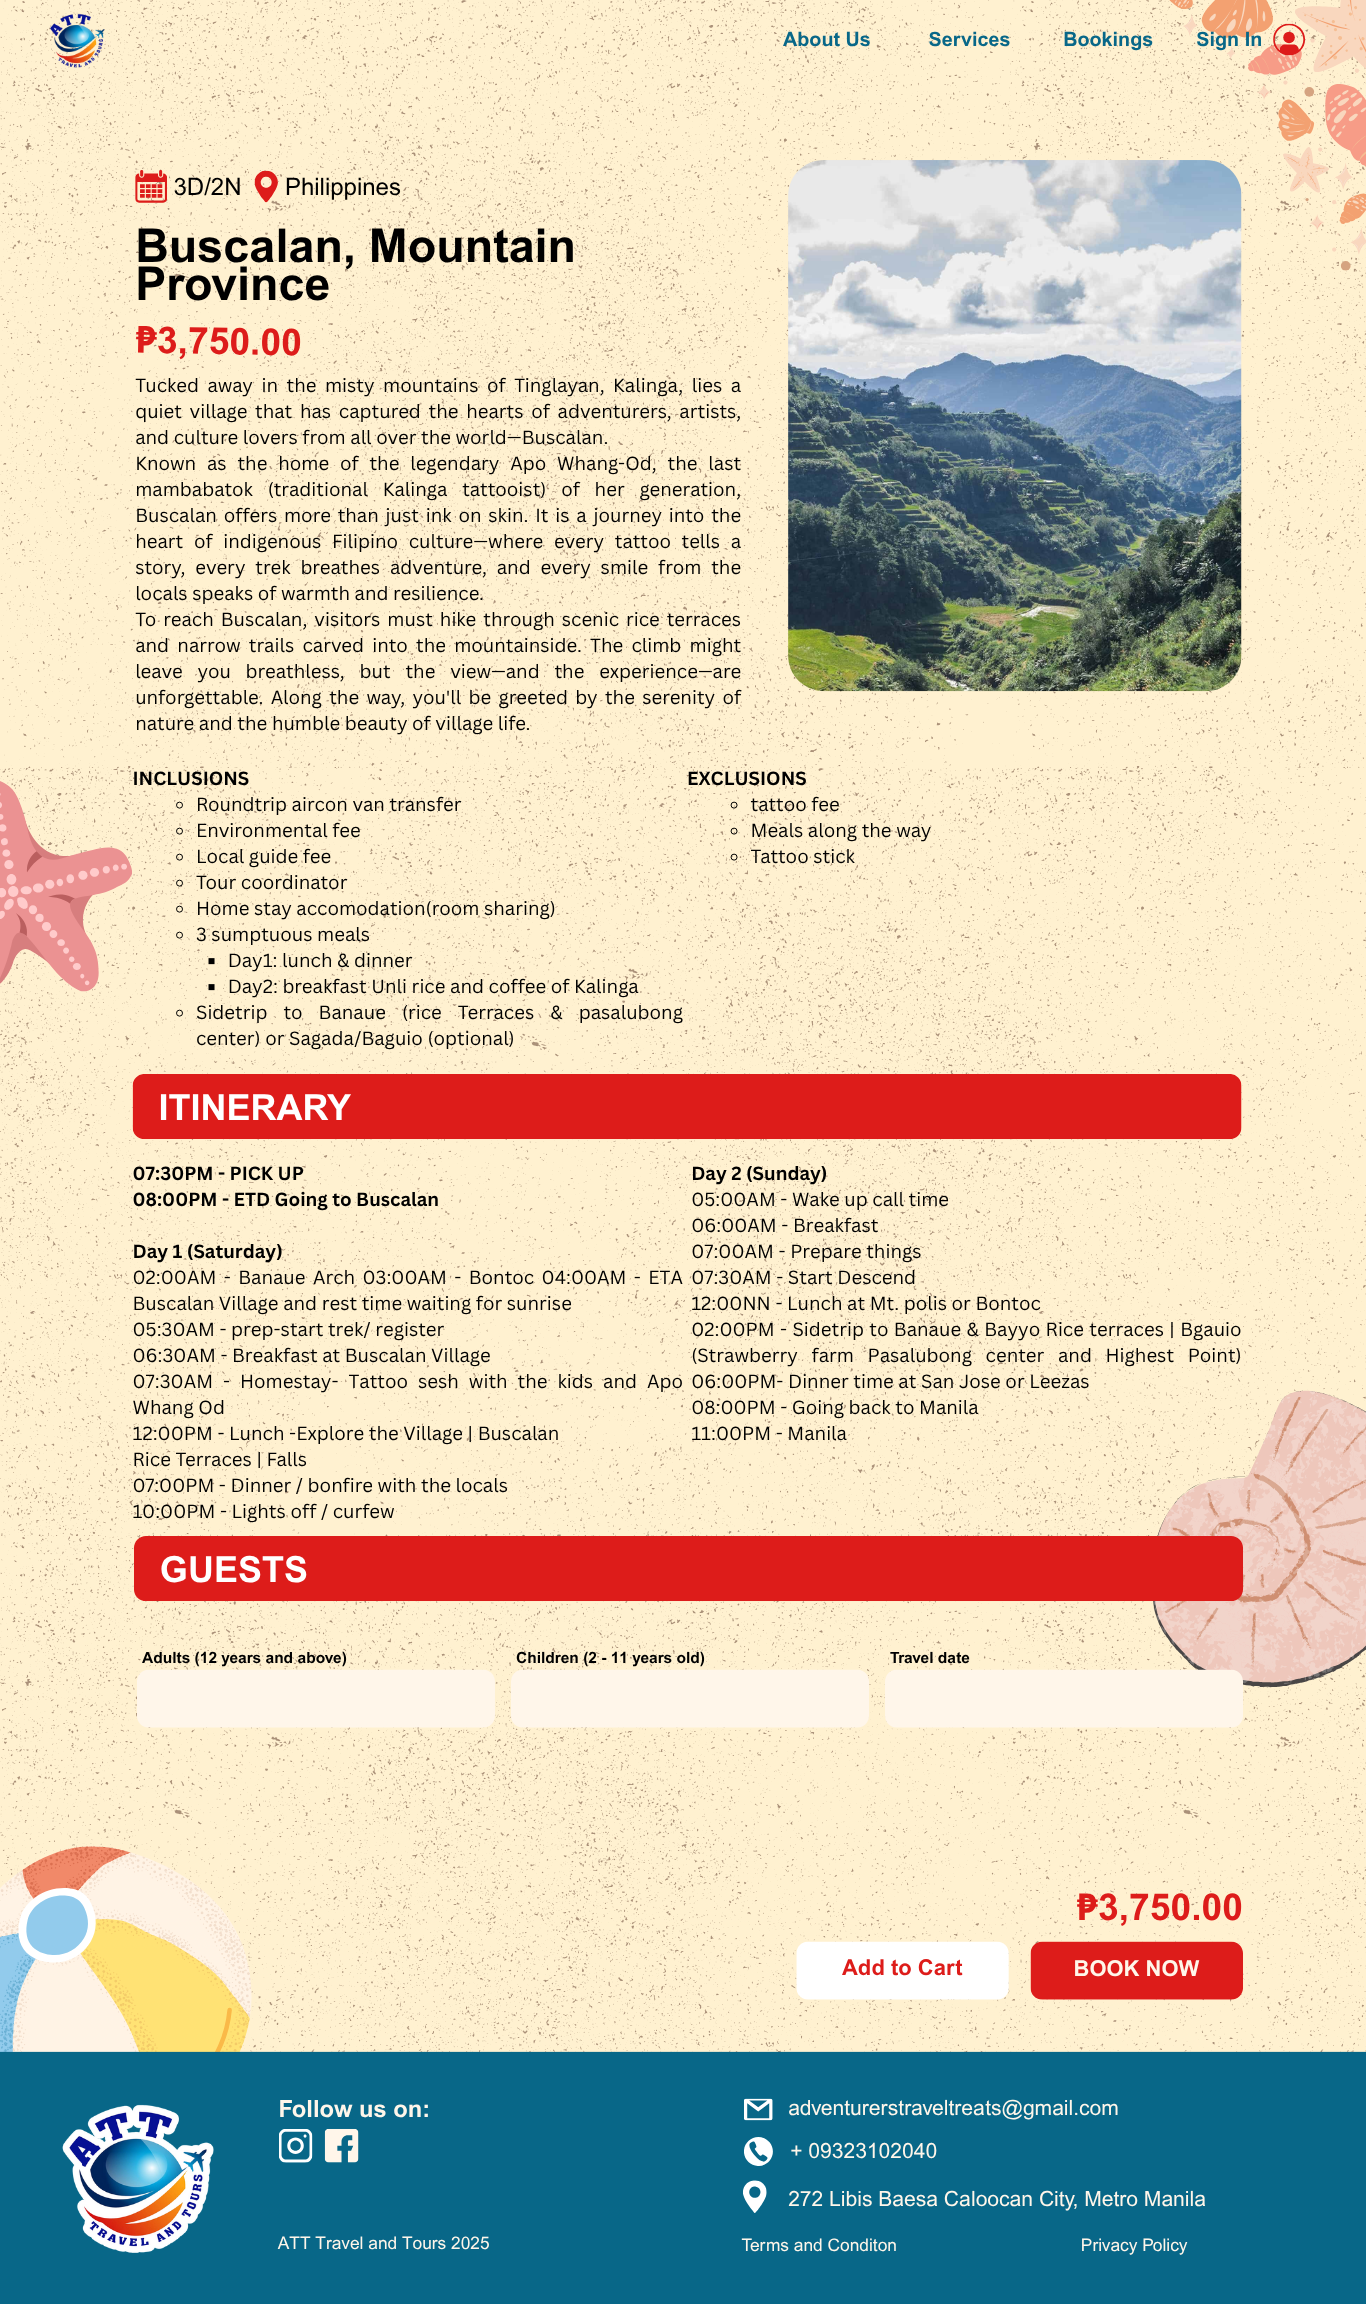 ATT
TRAVEL AND TOURS
About Us
Services
Bookings
Sign In
3D/2N
Philippines
Buscalan, Mountain
Province
₱3,750.00
Tucked away in the misty mountains of Tinglayan, Kalinga, lies a
quiet village that has captured the hearts of adventurers, artists,
and culture lovers from all over the world—Buscalan.
Known as the home of the legendary Apo Whang-Od, the last
mambabatok (traditional Kalinga tattooist) of her generation,
Buscalan offers more than just ink on skin. It is a journey into the
heart of indigenous Filipino culture—where every tattoo tells a
story, every trek breathes adventure, and every smile from the
locals speaks of warmth and resilience.
To reach Buscalan, visitors must hike through scenic rice terraces
and narrow trails carved into the mountainside. The climb might
leave you breathless, but the view—and the experience—are
unforgettable. Along the way, you'll be greeted by the serenity of
nature and the humble beauty of village life.
INCLUSIONS
Roundtrip aircon van transfer
Environmental fee
Local guide fee
Tour coordinator
Home stay accomodation(room sharing)
3 sumptuous meals
Day1: lunch & dinner
Day2: breakfast Unli rice and coffee of Kalinga
Sidetrip to Banaue (rice Terraces & pasalubong
center) or Sagada/Baguio (optional)
EXCLUSIONS
tattoo fee
Meals along the way
Tattoo stick
ITINERARY
07:30PM - PICK UP
08:00PM - ETD Going to Buscalan
Day 1 (Saturday)
02:00AM - Banaue Arch 03:00AM - Bontoc 04:00AM - ETA
Buscalan Village and rest time waiting for sunrise
05:30AM - prep-start trek/ register
06:30AM - Breakfast at Buscalan Village
07:30AM - Homestay- Tattoo sesh with the kids and Apo
Whang Od
12:00PM - Lunch -Explore the Village | Buscalan
Rice Terraces | Falls
07:00PM - Dinner / bonfire with the locals
10:00PM - Lights off / curfew
Day 2 (Sunday)
05:00AM - Wake up call time
06:00AM - Breakfast
07:00AM - Prepare things
07:30AM - Start Descend
12:00NN - Lunch at Mt. polis or Bontoc
02:00PM - Sidetrip to Banaue & Bayyo Rice terraces | Bgauio
(Strawberry farm Pasalubong center and Highest Point)
06:00PM- Dinner time at San Jose or Leezas
08:00PM - Going back to Manila
11:00PM - Manila
GUESTS
Adults (12 years and above)
Children (2 - 11 years old)
Travel date
₱3,750.00
Add to Cart
BOOK NOW
ATT
TRAVEL AND TOURS
Follow us on:
ATT Travel and Tours 2025
adventurerstraveltreats@gmail.com
+ 09323102040
272 Libis Baesa Caloocan City, Metro Manila
Terms and Conditon
Privacy Policy